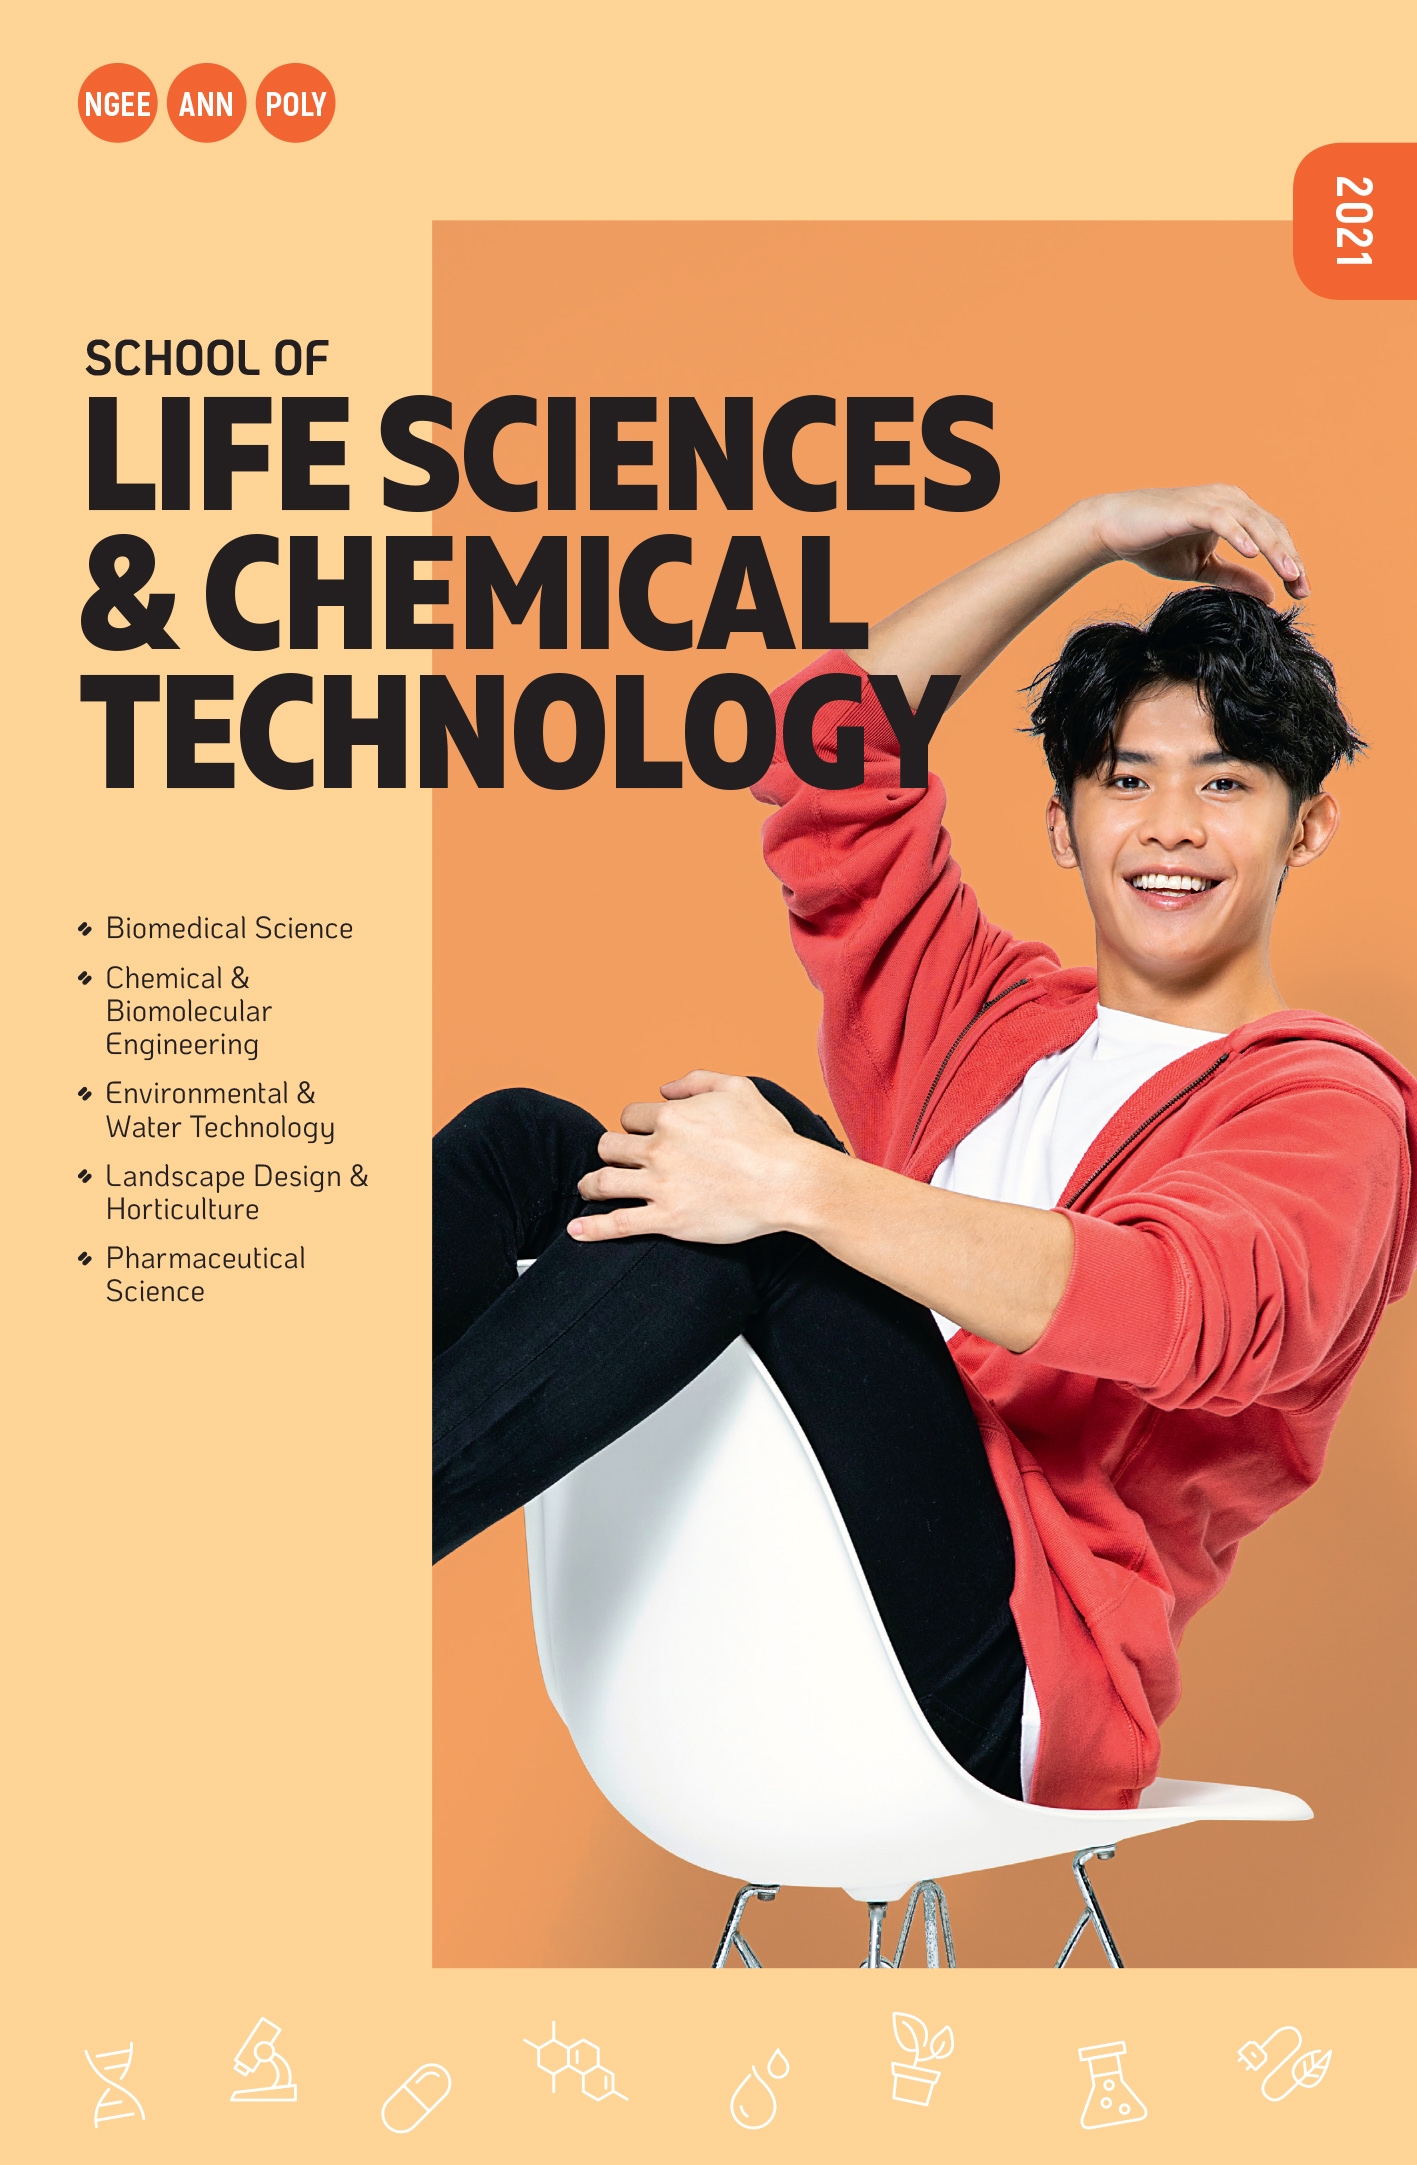 NGEE ANN POLY
2021
SCHOOL OF
LIFE SCIENCES
& CHEMICAL
TECHNOLOGY
Biomedical Science
Chemical &
Biomolecular
Engineering
Environmental &
Water Technology
Landscape Design &
Horticulture
Pharmaceutical
Science